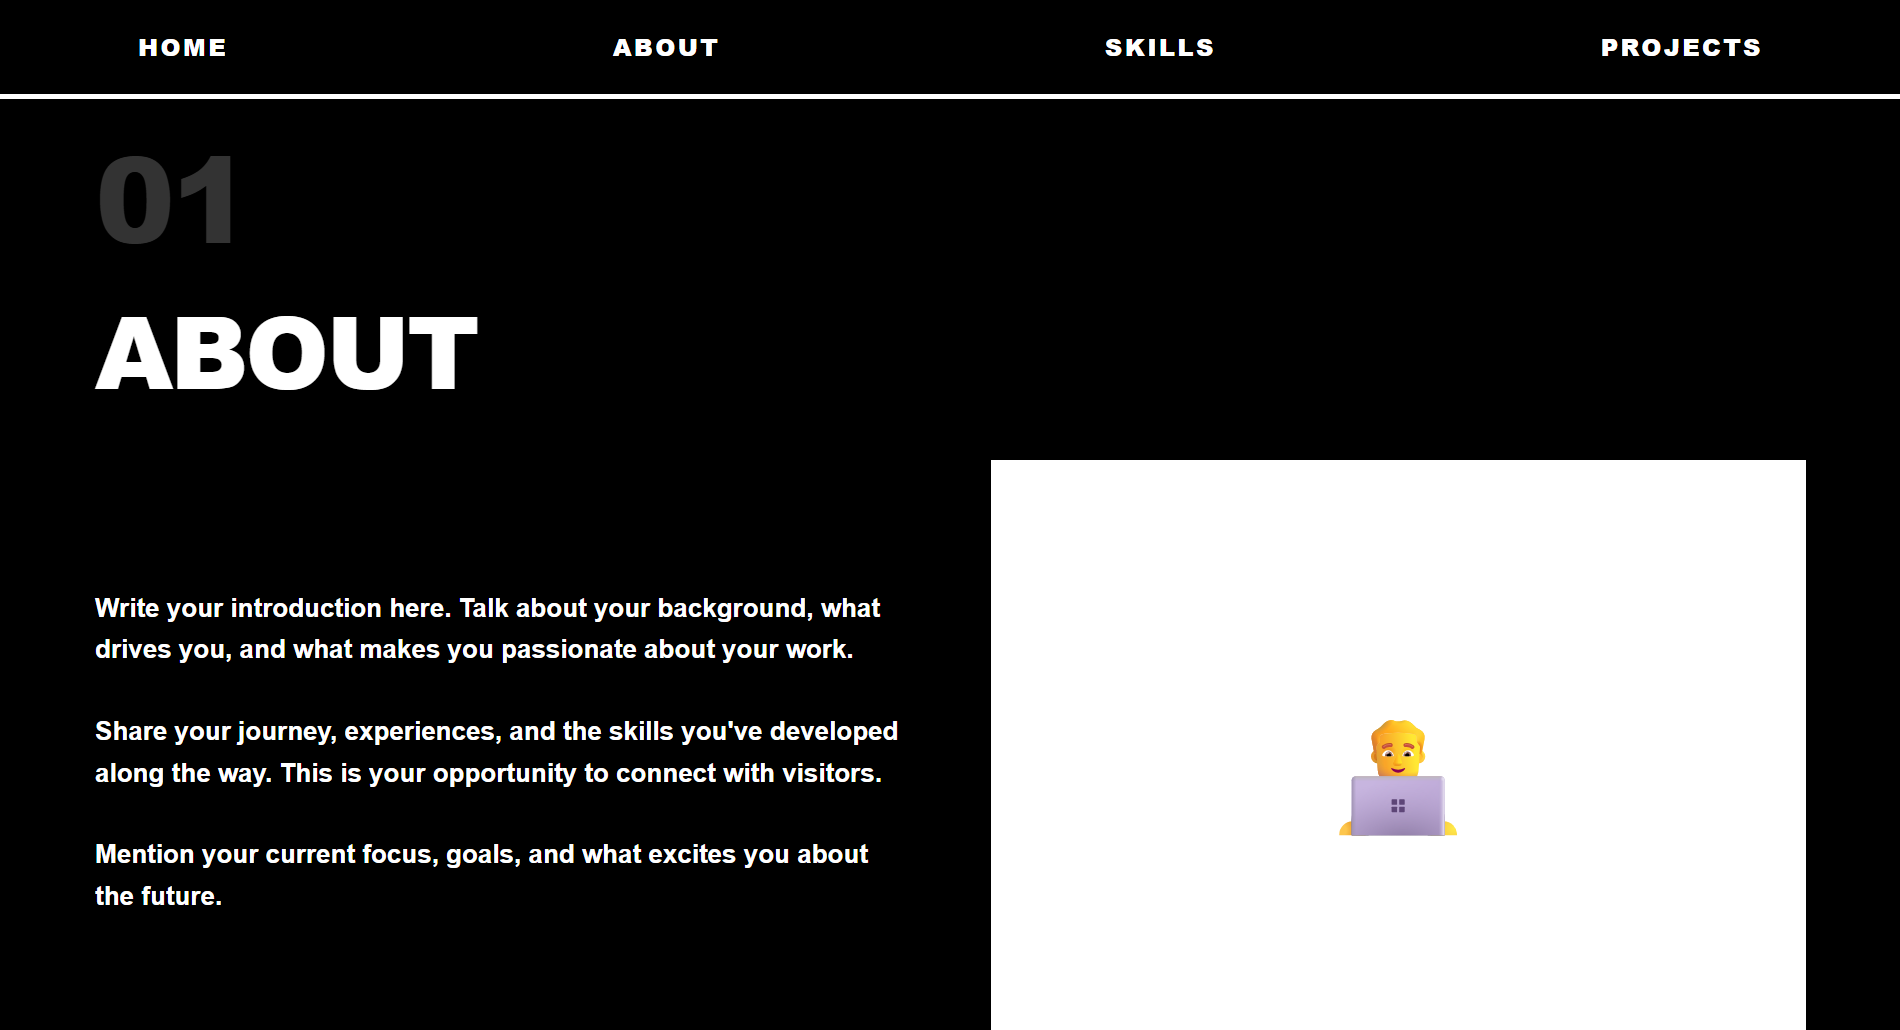 HOME ABOUT SKILLS PROJECTS
01
ABOUT
Write your introduction here. Talk about your background, what
drives you, and what makes you passionate about your work.
Share your journey, experiences, and the skills you've developed
along the way. This is your opportunity to connect with visitors.
Mention your current focus, goals, and what excites you about
the future.